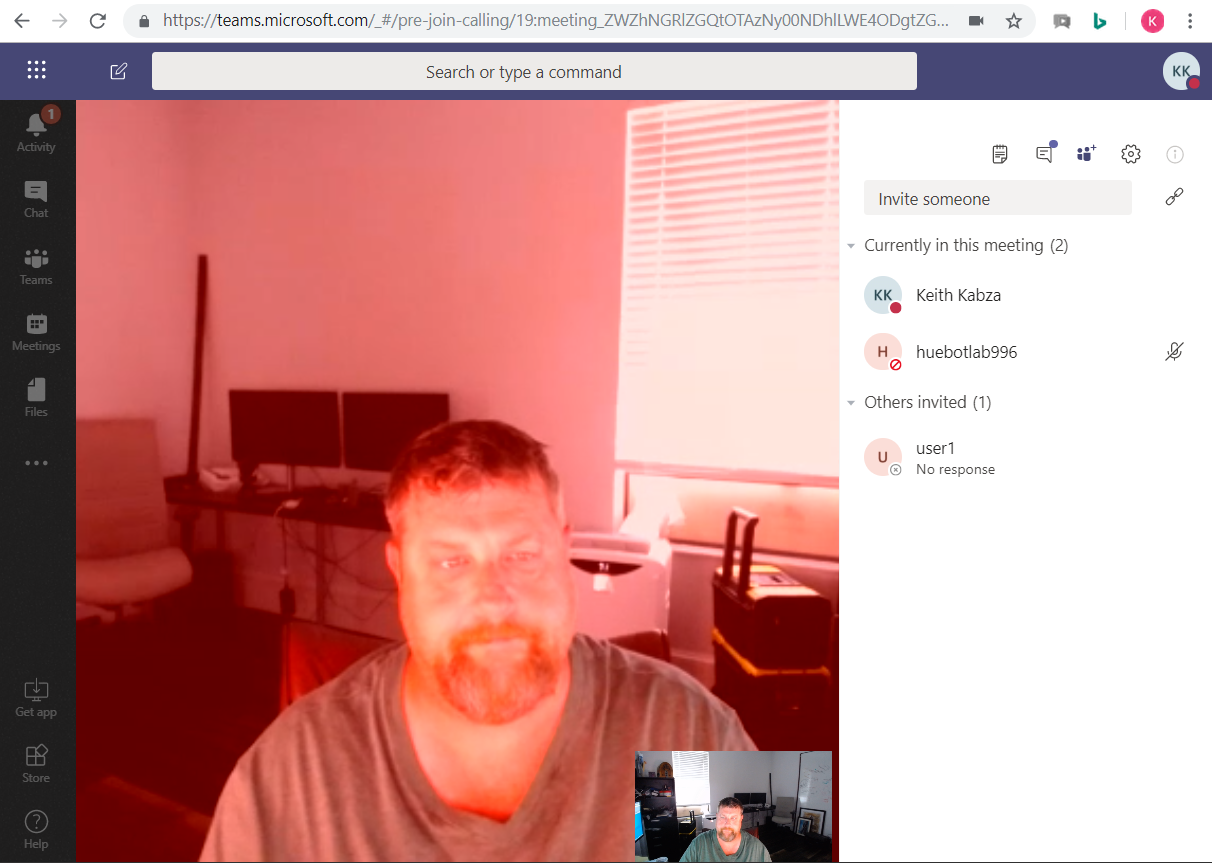 https://teams.microsoft.com/_#/pre-join-calling/19:meeting_ZWZhNGRlZGQtOTAzNy00NDhlLWE4ODgtZG...
K
Search or type a command
KK
1
Activity
Chat
Teams
Meetings
Files
Get app
Store
Help
Invite someone
Currently in this meeting (2)
KK Keith Kabza
H huebotlab996
Others invited (1)
U user1
No response